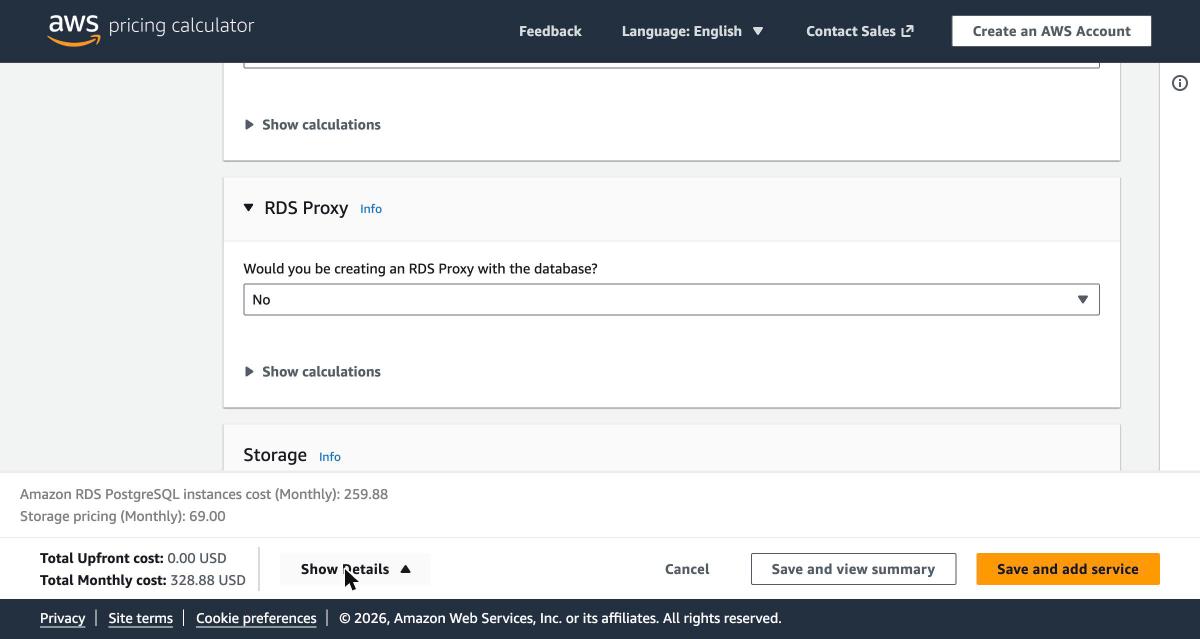 aws pricing calculator
Feedback
Language: English
Contact Sales
Create an AWS Account
Show calculations
RDS Proxy Info
Would you be creating an RDS Proxy with the database?
No
Show calculations
Storage Info
Amazon RDS PostgreSQL instances cost (Monthly): 259.88
Storage pricing (Monthly): 69.00
Total Upfront cost: 0.00 USD
Total Monthly cost: 328.88 USD
Show Details
Cancel
Save and view summary
Save and add service
Privacy | Site terms | Cookie preferences | © 2026, Amazon Web Services, Inc. or its affiliates. All rights reserved.